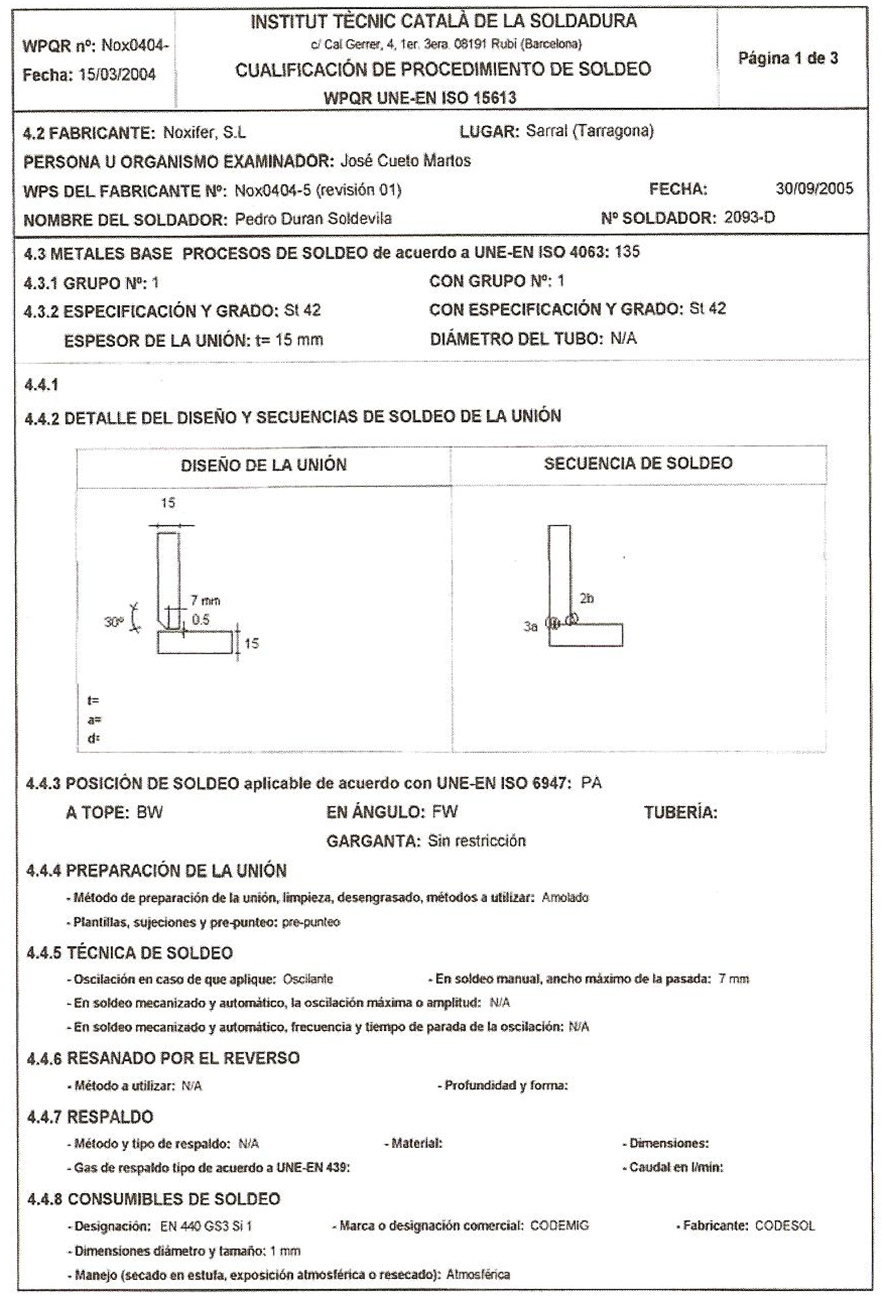 INSTITUT TÈCNIC CATALÀ DE LA SOLDADURA
WPQR nº: Nox0404-
c/ Cal Gerrer, 4, 1er. 3era. 08191 Rubí (Barcelona)
Página 1 de 3
Fecha: 15/03/2004
CUALIFICACIÓN DE PROCEDIMIENTO DE SOLDEO
WPQR UNE-EN ISO 15613
4.2 FABRICANTE: Noxifer, S.L LUGAR: Sarral (Tarragona)
PERSONA U ORGANISMO EXAMINADOR: José Cueto Martos
WPS DEL FABRICANTE Nº: Nox0404-5 (revisión 01) FECHA: 30/09/2005
NOMBRE DEL SOLDADOR: Pedro Duran Soldevila Nº SOLDADOR: 2093-D
4.3 METALES BASE PROCESOS DE SOLDEO de acuerdo a UNE-EN ISO 4063: 135
4.3.1 GRUPO Nº: 1 CON GRUPO Nº: 1
4.3.2 ESPECIFICACIÓN Y GRADO: St 42 CON ESPECIFICACIÓN Y GRADO: St 42
ESPESOR DE LA UNIÓN: t= 15 mm DIÁMETRO DEL TUBO: N/A
4.4.1
4.4.2 DETALLE DEL DISEÑO Y SECUENCIAS DE SOLDEO DE LA UNIÓN
DISEÑO DE LA UNIÓN SECUENCIA DE SOLDEO
15
7 mm
30º
0.5
15
2b
3a
t=
a=
d=
4.4.3 POSICIÓN DE SOLDEO aplicable de acuerdo con UNE-EN ISO 6947: PA
A TOPE: BW EN ÁNGULO: FW TUBERÍA:
GARGANTA: Sin restricción
4.4.4 PREPARACIÓN DE LA UNIÓN
- Método de preparación de la unión, limpieza, desengrasado, métodos a utilizar: Amolado
- Plantillas, sujeciones y pre-punteo: pre-punteo
4.4.5 TÉCNICA DE SOLDEO
- Oscilación en caso de que aplique: Oscilante - En soldeo manual, ancho máximo de la pasada: 7 mm
- En soldeo mecanizado y automático, la oscilación máxima o amplitud: N/A
- En soldeo mecanizado y automático, frecuencia y tiempo de parada de la oscilación: N/A
4.4.6 RESANADO POR EL REVERSO
- Método a utilizar: N/A - Profundidad y forma:
4.4.7 RESPALDO
- Método y tipo de respaldo: N/A - Material: - Dimensiones:
- Gas de respaldo tipo de acuerdo a UNE-EN 439: - Caudal en l/min:
4.4.8 CONSUMIBLES DE SOLDEO
- Designación: EN 440 GS3 Si 1 - Marca o designación comercial: CODEMIG - Fabricante: CODESOL
- Dimensiones diámetro y tamaño: 1 mm
- Manejo (secado en estufa, exposición atmosférica o resecado): Atmosférica